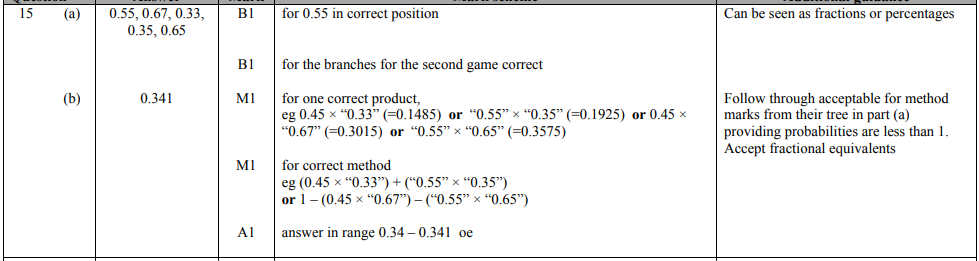 15 (a) 0.55, 0.67, 0.33, B1 for 0.55 in correct position Can be seen as fractions or percentages
0.35, 0.65
B1 for the branches for the second game correct
(b) 0.341 M1 for one correct product, Follow through acceptable for method
eg 0.45 × “0.33” (=0.1485) or “0.55” × “0.35” (=0.1925) or 0.45 × marks from their tree in part (a)
“0.67” (=0.3015) or “0.55” × “0.65” (=0.3575) providing probabilities are less than 1.
Accept fractional equivalents
M1 for correct method
eg (0.45 × “0.33”) + (“0.55” × “0.35”)
or 1 – (0.45 × “0.67”) – (“0.55” × “0.65”)
A1 answer in range 0.34 – 0.341 oe